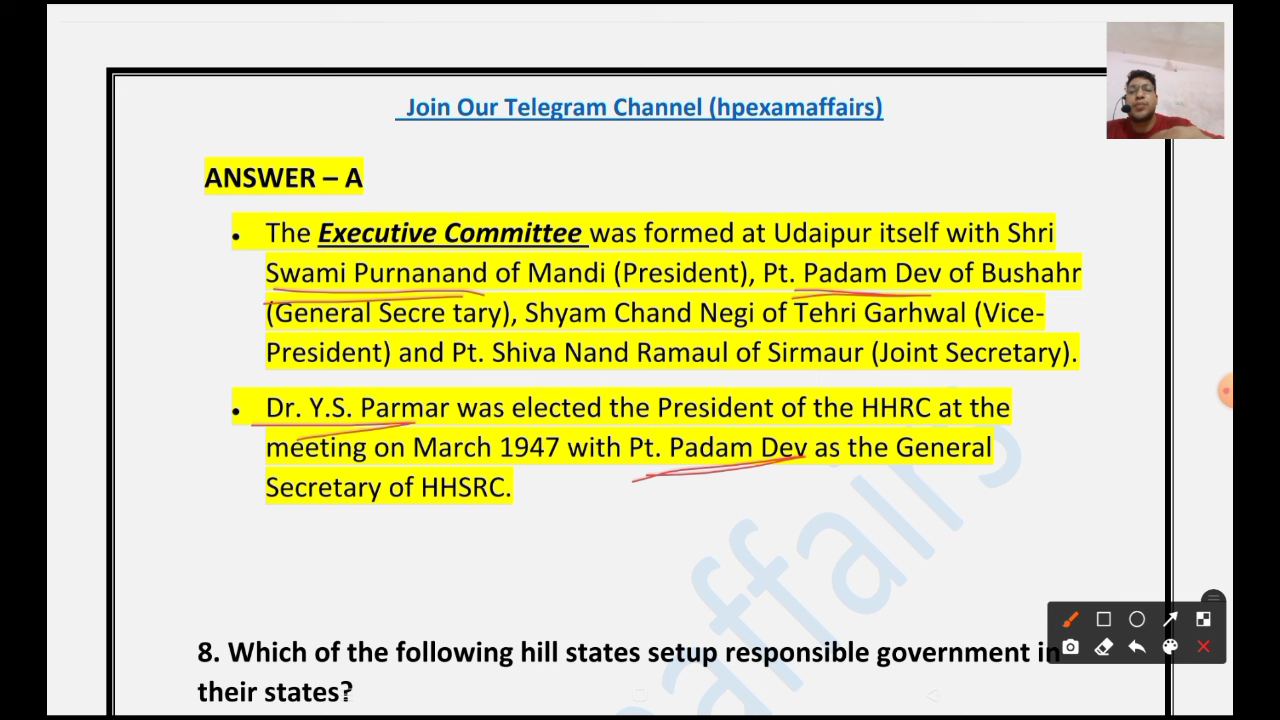 Join Our Telegram Channel (hpexamaffairs)
ANSWER – A
• The Executive Committee was formed at Udaipur itself with Shri
Swami Purnanand of Mandi (President), Pt. Padam Dev of Bushahr
(General Secre tary), Shyam Chand Negi of Tehri Garhwal (Vice-
President) and Pt. Shiva Nand Ramaul of Sirmaur (Joint Secretary).
• Dr. Y.S. Parmar was elected the President of the HHRC at the
meeting on March 1947 with Pt. Padam Dev as the General
Secretary of HHSRC.
affairs
8. Which of the following hill states setup responsible government in
their states?